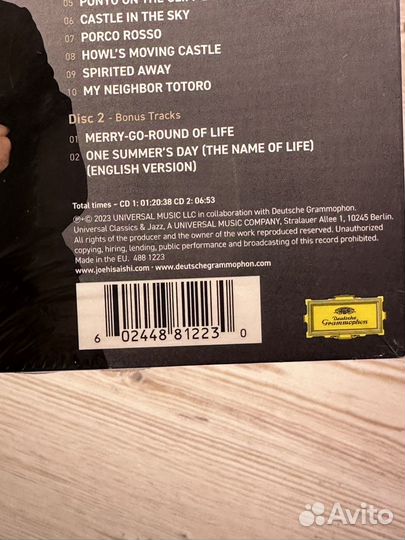 05 PONYO ON THE CLIFF
06 CASTLE IN THE SKY
07 PORCO ROSSO
08 HOWL'S MOVING CASTLE
09 SPIRITED AWAY
10 MY NEIGHBOR TOTORO
Disc 2 - Bonus Tracks
01 MERRY-GO-ROUND OF LIFE
02 ONE SUMMER'S DAY (THE NAME OF LIFE)
(ENGLISH VERSION)
Total times - CD 1: 01:20:38 CD 2: 06:53
℗+© 2023 UNIVERSAL MUSIC LLC in collaboration with Deutsche Grammophon.
Universal Classics & Jazz, A UNIVERSAL MUSIC COMPANY, Stralauer Allee 1, 10245 Berlin.
All rights of the producer and the owner of the work reproduced reserved. Unauthorized
copying, hiring, lending, public performance and broadcasting of this record prohibited.
Made in the EU. 488 1223
www.joehisaishi.com · www.deutschegrammophon.com
6 02448 81223 0
Deutsche
Grammophon
Avito